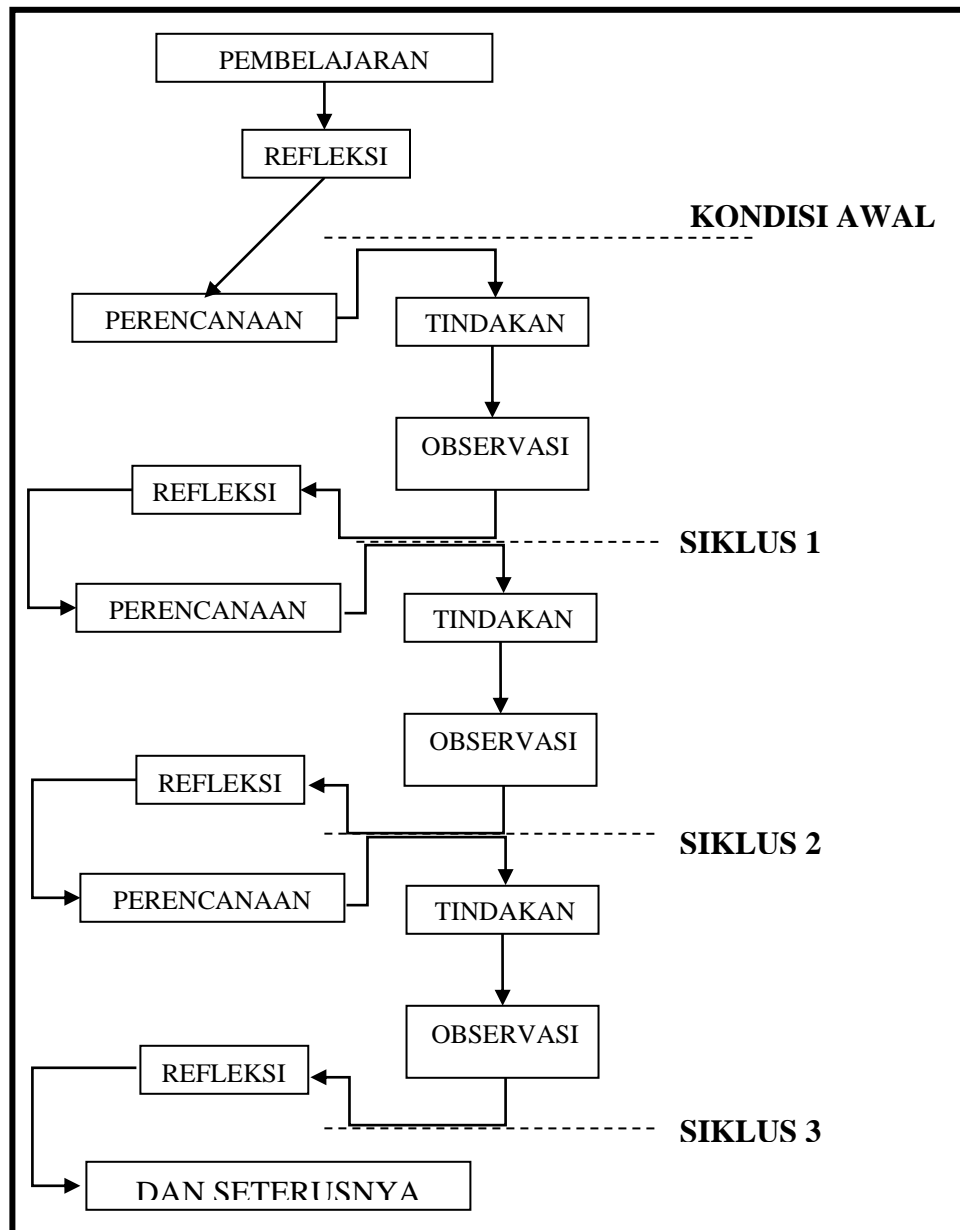 PEMBELAJARAN
REFLEKSI
KONDISI AWAL
PERENCANAAN
TINDAKAN
OBSERVASI
REFLEKSI
SIKLUS 1
PERENCANAAN
TINDAKAN
OBSERVASI
REFLEKSI
SIKLUS 2
PERENCANAAN
TINDAKAN
OBSERVASI
REFLEKSI
SIKLUS 3
DAN SETERUSNYA